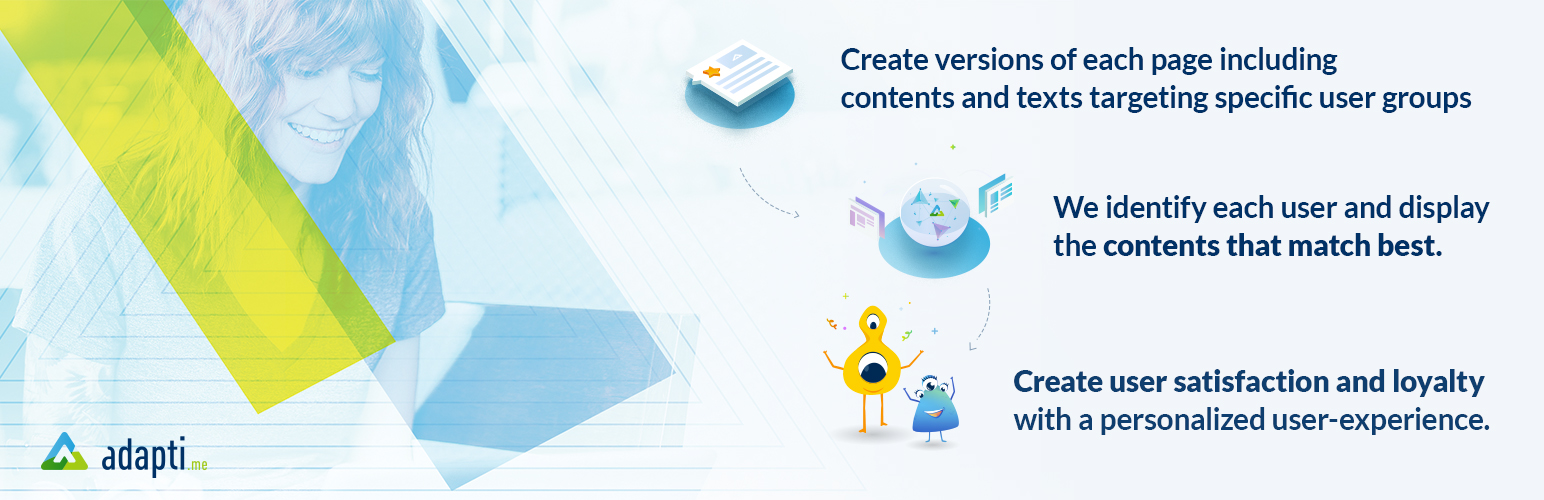 Create versions of each page including
contents and texts targeting specific user groups
We identify each user and display
the contents that match best.
Create user satisfaction and loyalty
with a personalized user-experience.
adapti.me